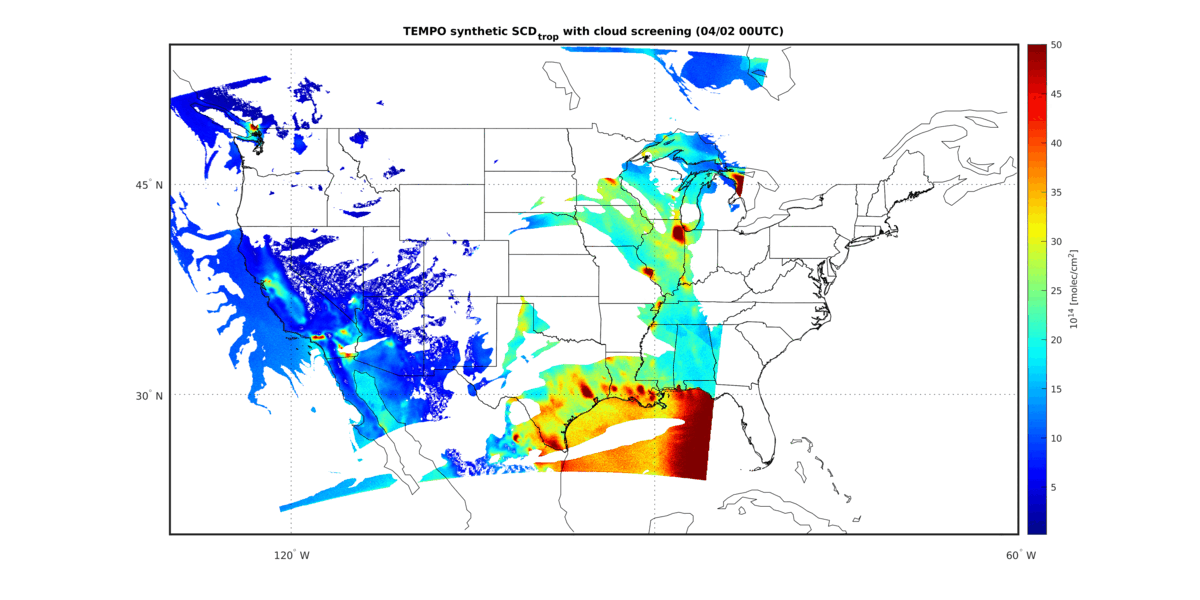 TEMPO synthetic SCD_trop with cloud screening (04/02 00UTC)
50
45
40
35
30
25
20
15
10
5
10^14 [molec/cm^2]
45° N
30° N
120° W
60° W